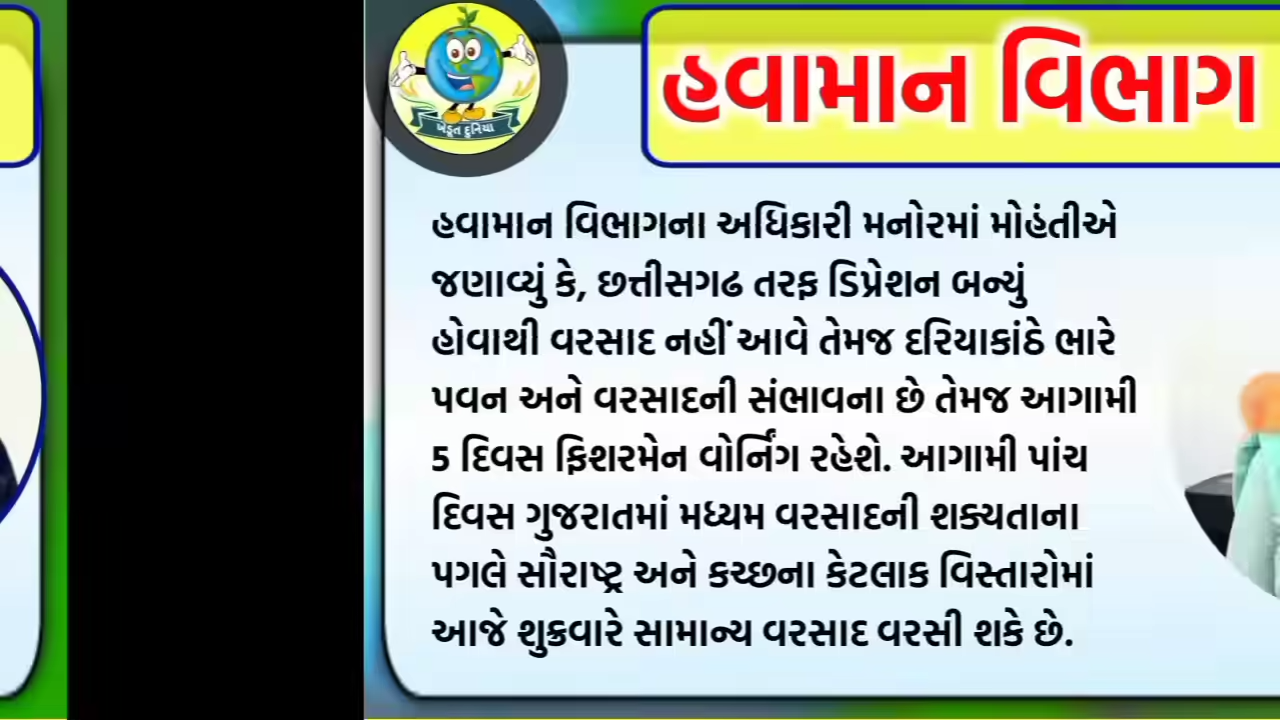 ખેડૂત દુનિયા
હવામાન વિભાગ
હવામાન વિભાગના અધિકારી મનોરમાં મોહંતીએ
જણાવ્યું કે, છત્તીસગઢ તરફ ડિપ્રેશન બન્યું
હોવાથી વરસાદ નહીં આવે તેમજ દરિયાકાંઠે ભારે
પવન અને વરસાદની સંભાવના છે તેમજ આગામી
5 દિવસ ફિશરમેન વોર્નિંગ રહેશે. આગામી પાંચ
દિવસ ગુજરાતમાં મધ્યમ વરસાદની શક્યતાના
પગલે સૌરાષ્ટ્ર અને કચ્છના કેટલાક વિસ્તારોમાં
આજે શુક્રવારે સામાન્ય વરસાદ વરસી શકે છે.